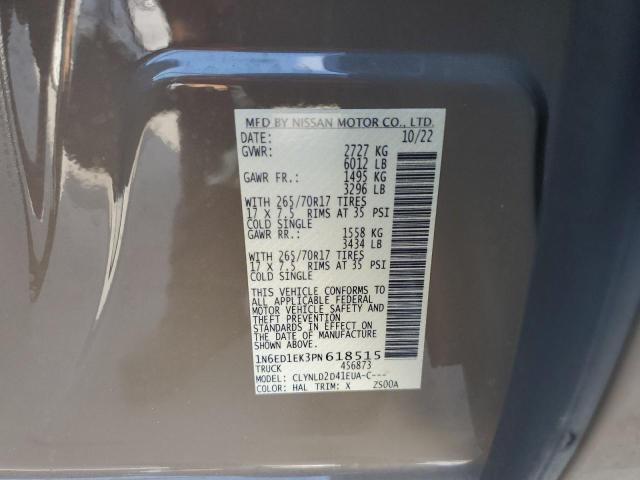 MFD BY NISSAN MOTOR CO., LTD.
DATE: 10/22
GVWR: 2727 KG
6012 LB
GAWR FR.: 1495 KG
3296 LB
WITH 265/70R17 TIRES
17 X 7.5 RIMS AT 35 PSI
COLD SINGLE
GAWR RR.: 1558 KG
3434 LB
WITH 265/70R17 TIRES
17 X 7.5 RIMS AT 35 PSI
COLD SINGLE
THIS VEHICLE CONFORMS TO
ALL APPLICABLE FEDERAL
MOTOR VEHICLE SAFETY AND
THEFT PREVENTION
STANDARDS IN EFFECT ON
THE DATE OF MANUFACTURE
SHOWN ABOVE.
1N6ED1EK3PN618515
TRUCK 456873
MODEL: CLYNLD2D41EUA-C---
COLOR: HAL TRIM: X ZS00A